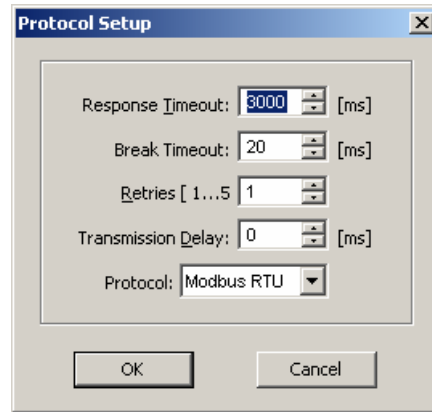 Protocol Setup
Response Timeout: 3000 [ms]
Break Timeout: 20 [ms]
Retries [ 1...5 1
Transmission Delay: 0 [ms]
Protocol: Modbus RTU
OK Cancel